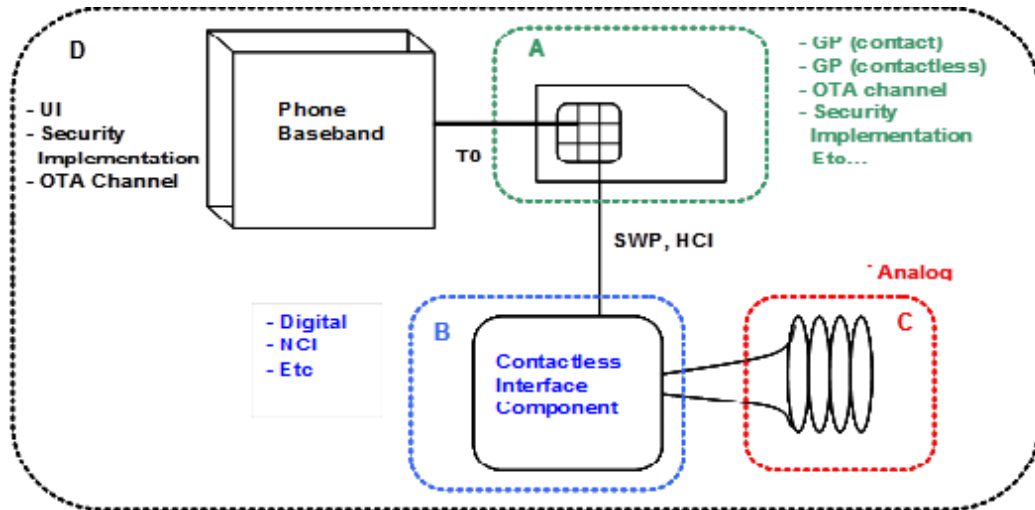 D
- UI
- Security
Implementation
- OTA Channel
Phone
Baseband
T0
A
- GP (contact)
- GP (contactless)
- OTA channel
- Security
Implementation
Etc...
SWP, HCI
- Digital
- NCI
- Etc
B
Contactless
Interface
Component
- Analog
C